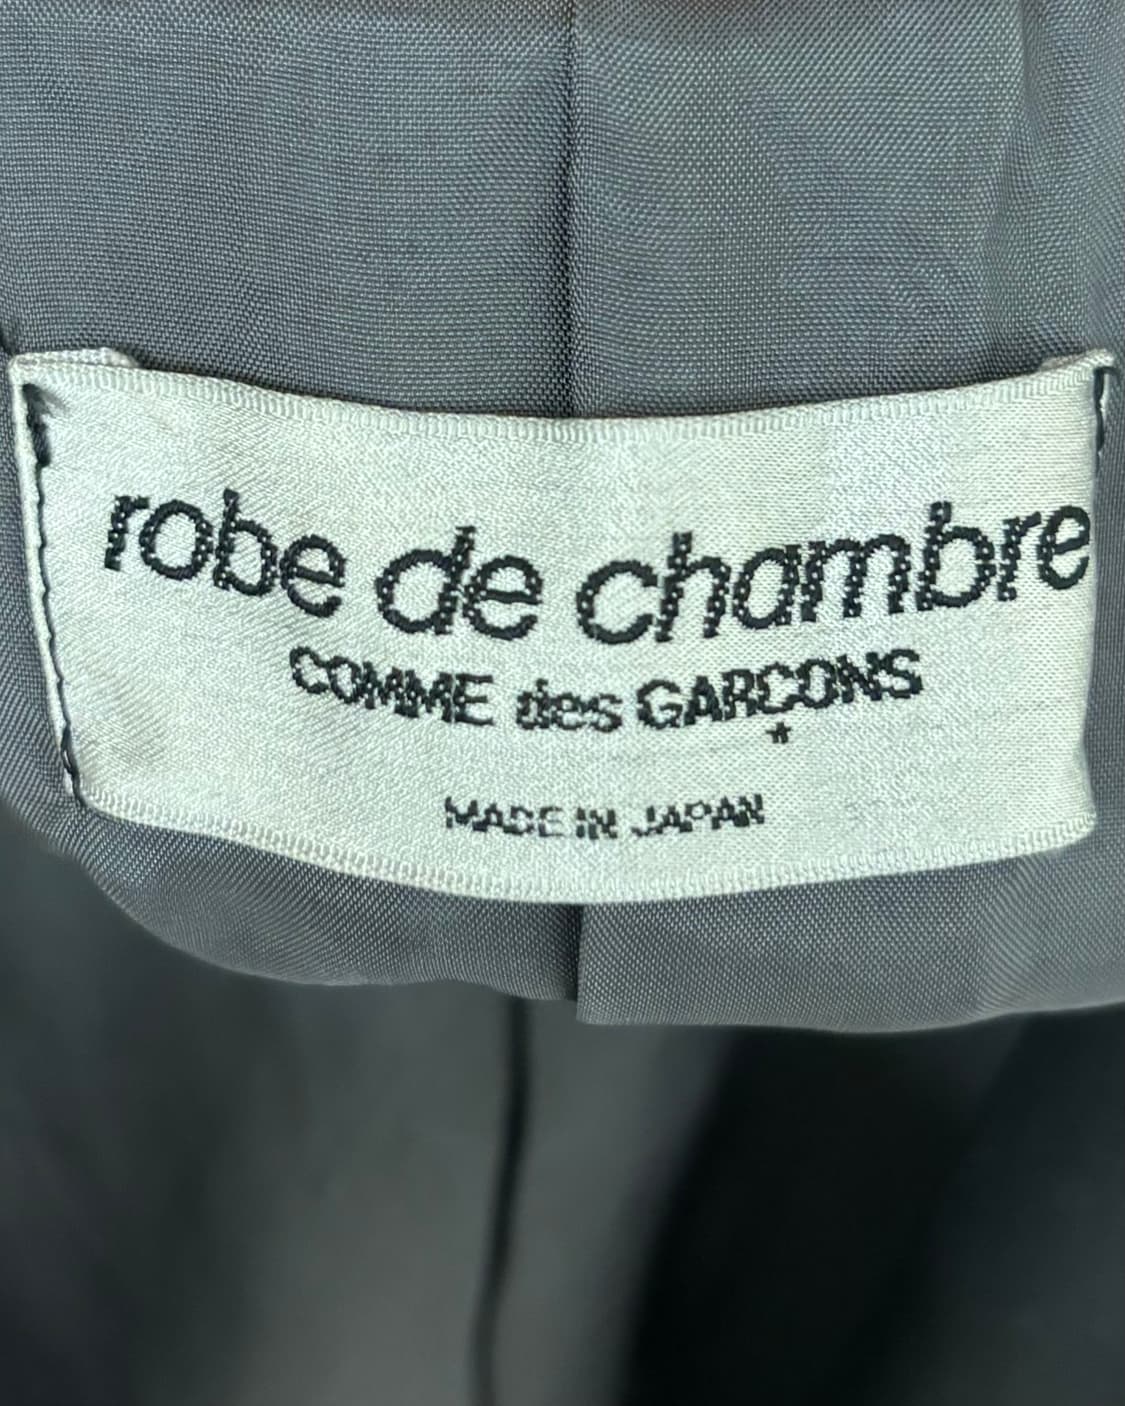 robe de chambre
COMME des GARÇONS
MADE IN JAPAN